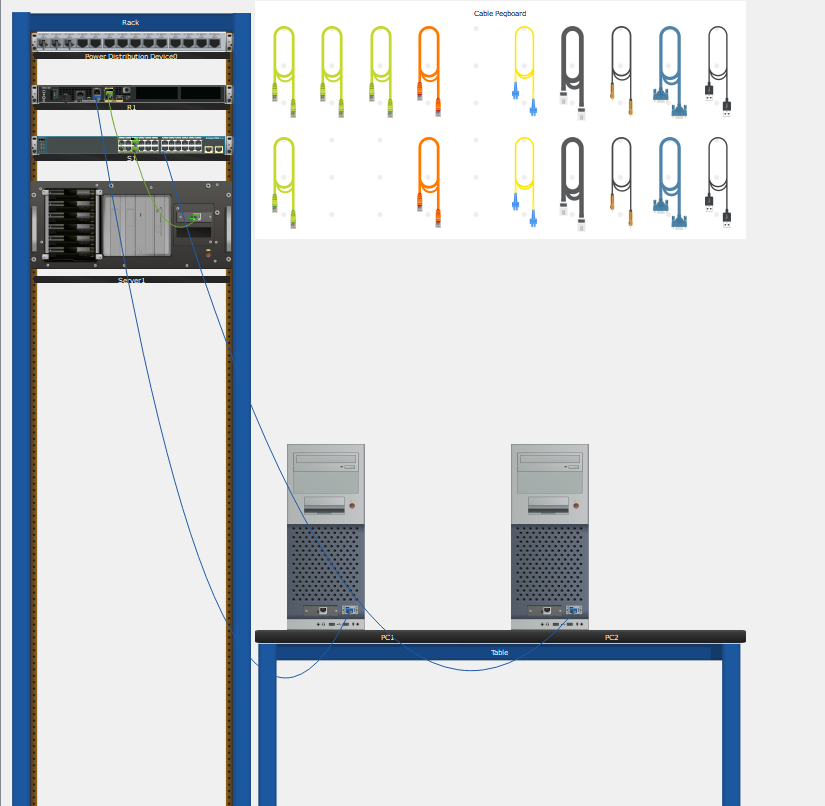 Rack
Cable Pegboard
Power Distribution Device0
R1
S1
Server1
PC1
PC2
Table